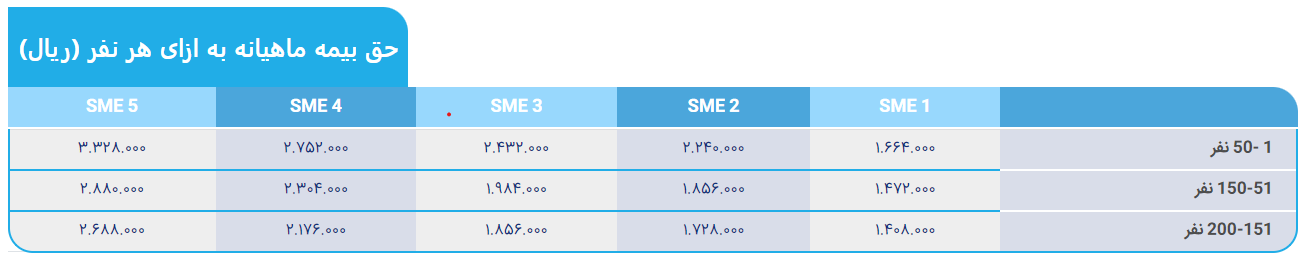 حق بیمه ماهیانه به ازای هر نفر (ریال)
SME 1 SME 2 SME 3 SME 4 SME 5
1 -50 نفر ۱.۶۶۴.۰۰۰ ۲.۲۴۰.۰۰۰ ۲.۴۳۲.۰۰۰ ۲.۷۵۲.۰۰۰ ۳.۳۲۸.۰۰۰
150-51 نفر ۱.۴۷۲.۰۰۰ ۱.۸۵۶.۰۰۰ ۱.۹۸۴.۰۰۰ ۲.۳۰۴.۰۰۰ ۲.۸۸۰.۰۰۰
200-151 نفر ۱.۴۰۸.۰۰۰ ۱.۷۲۸.۰۰۰ ۱.۸۵۶.۰۰۰ ۲.۱۷۶.۰۰۰ ۲.۶۸۸.۰۰۰